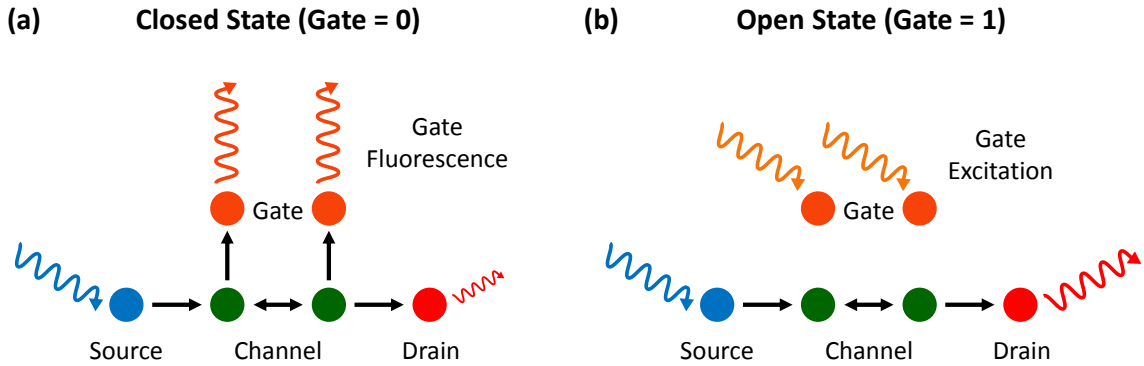 (a) Closed State (Gate = 0)
Gate
Fluorescence
Gate
Source Channel Drain
(b) Open State (Gate = 1)
Gate
Excitation
Gate
Source Channel Drain